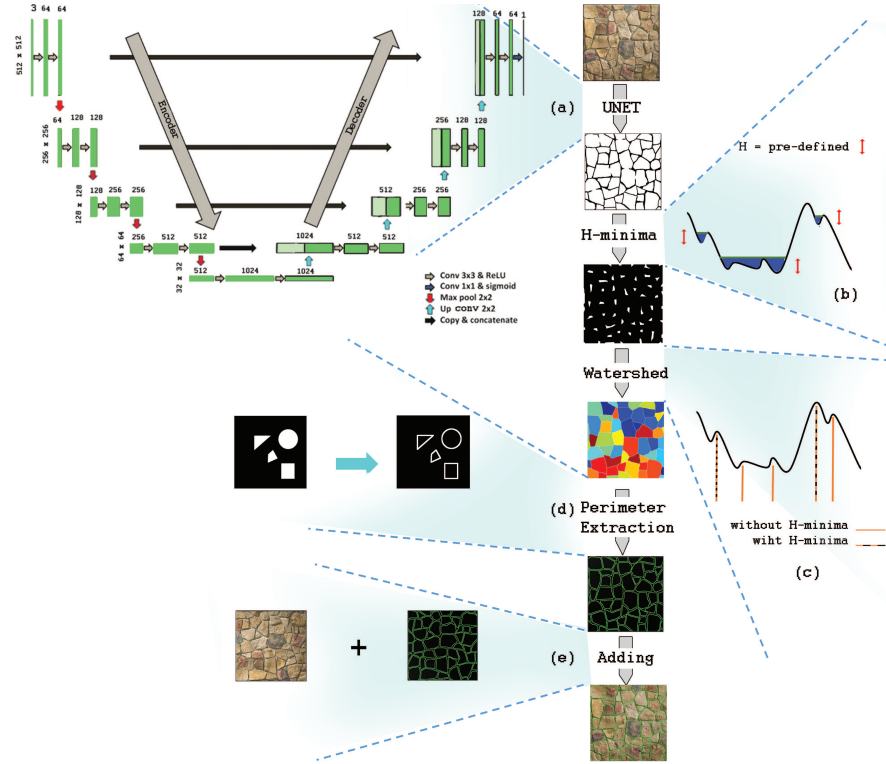 3 64 64
512 x 512
64 128 128
256 x 256
128 256 256
128 x 128
256 512 512
64 x 64
512 1024 1024
32 x 32
Encoder
Decoder
1024 512 512
512 256 256
256 128 128
128 64 64 1
Conv 3x3 & ReLU
Conv 1x1 & sigmoid
Max pool 2x2
Up CONV 2x2
Copy & concatenate
(a)
UNET
H-minima
Watershed
(d) Perimeter
Extraction
(e) Adding
+
H = pre-defined
(b)
without H-minima
wiht H-minima
(c)